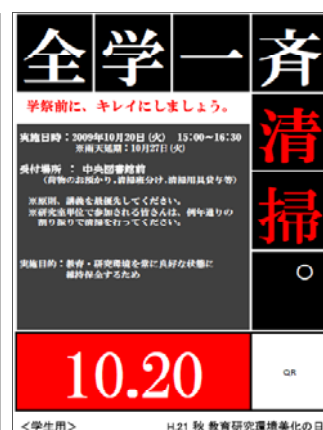 全学一斉
清掃。
学祭前に、キレイにしましょう。
実施日時：2009年10月20日(火)　15:00~16:30
※雨天延期：10月27日(火)
受付場所　：　中央図書館前
(荷物のお預かり,清掃班分け,清掃用具貸与等)
※原則、講義を最優先してください。
※研究室単位で参加される皆さんは、例年通りの
割り振りで清掃を行ってください。
実施目的：教育・研究環境を常に良好な状態に
維持保全するため
10.20
QR
<学生用>
H.21 秋 教育研究環境美化の日